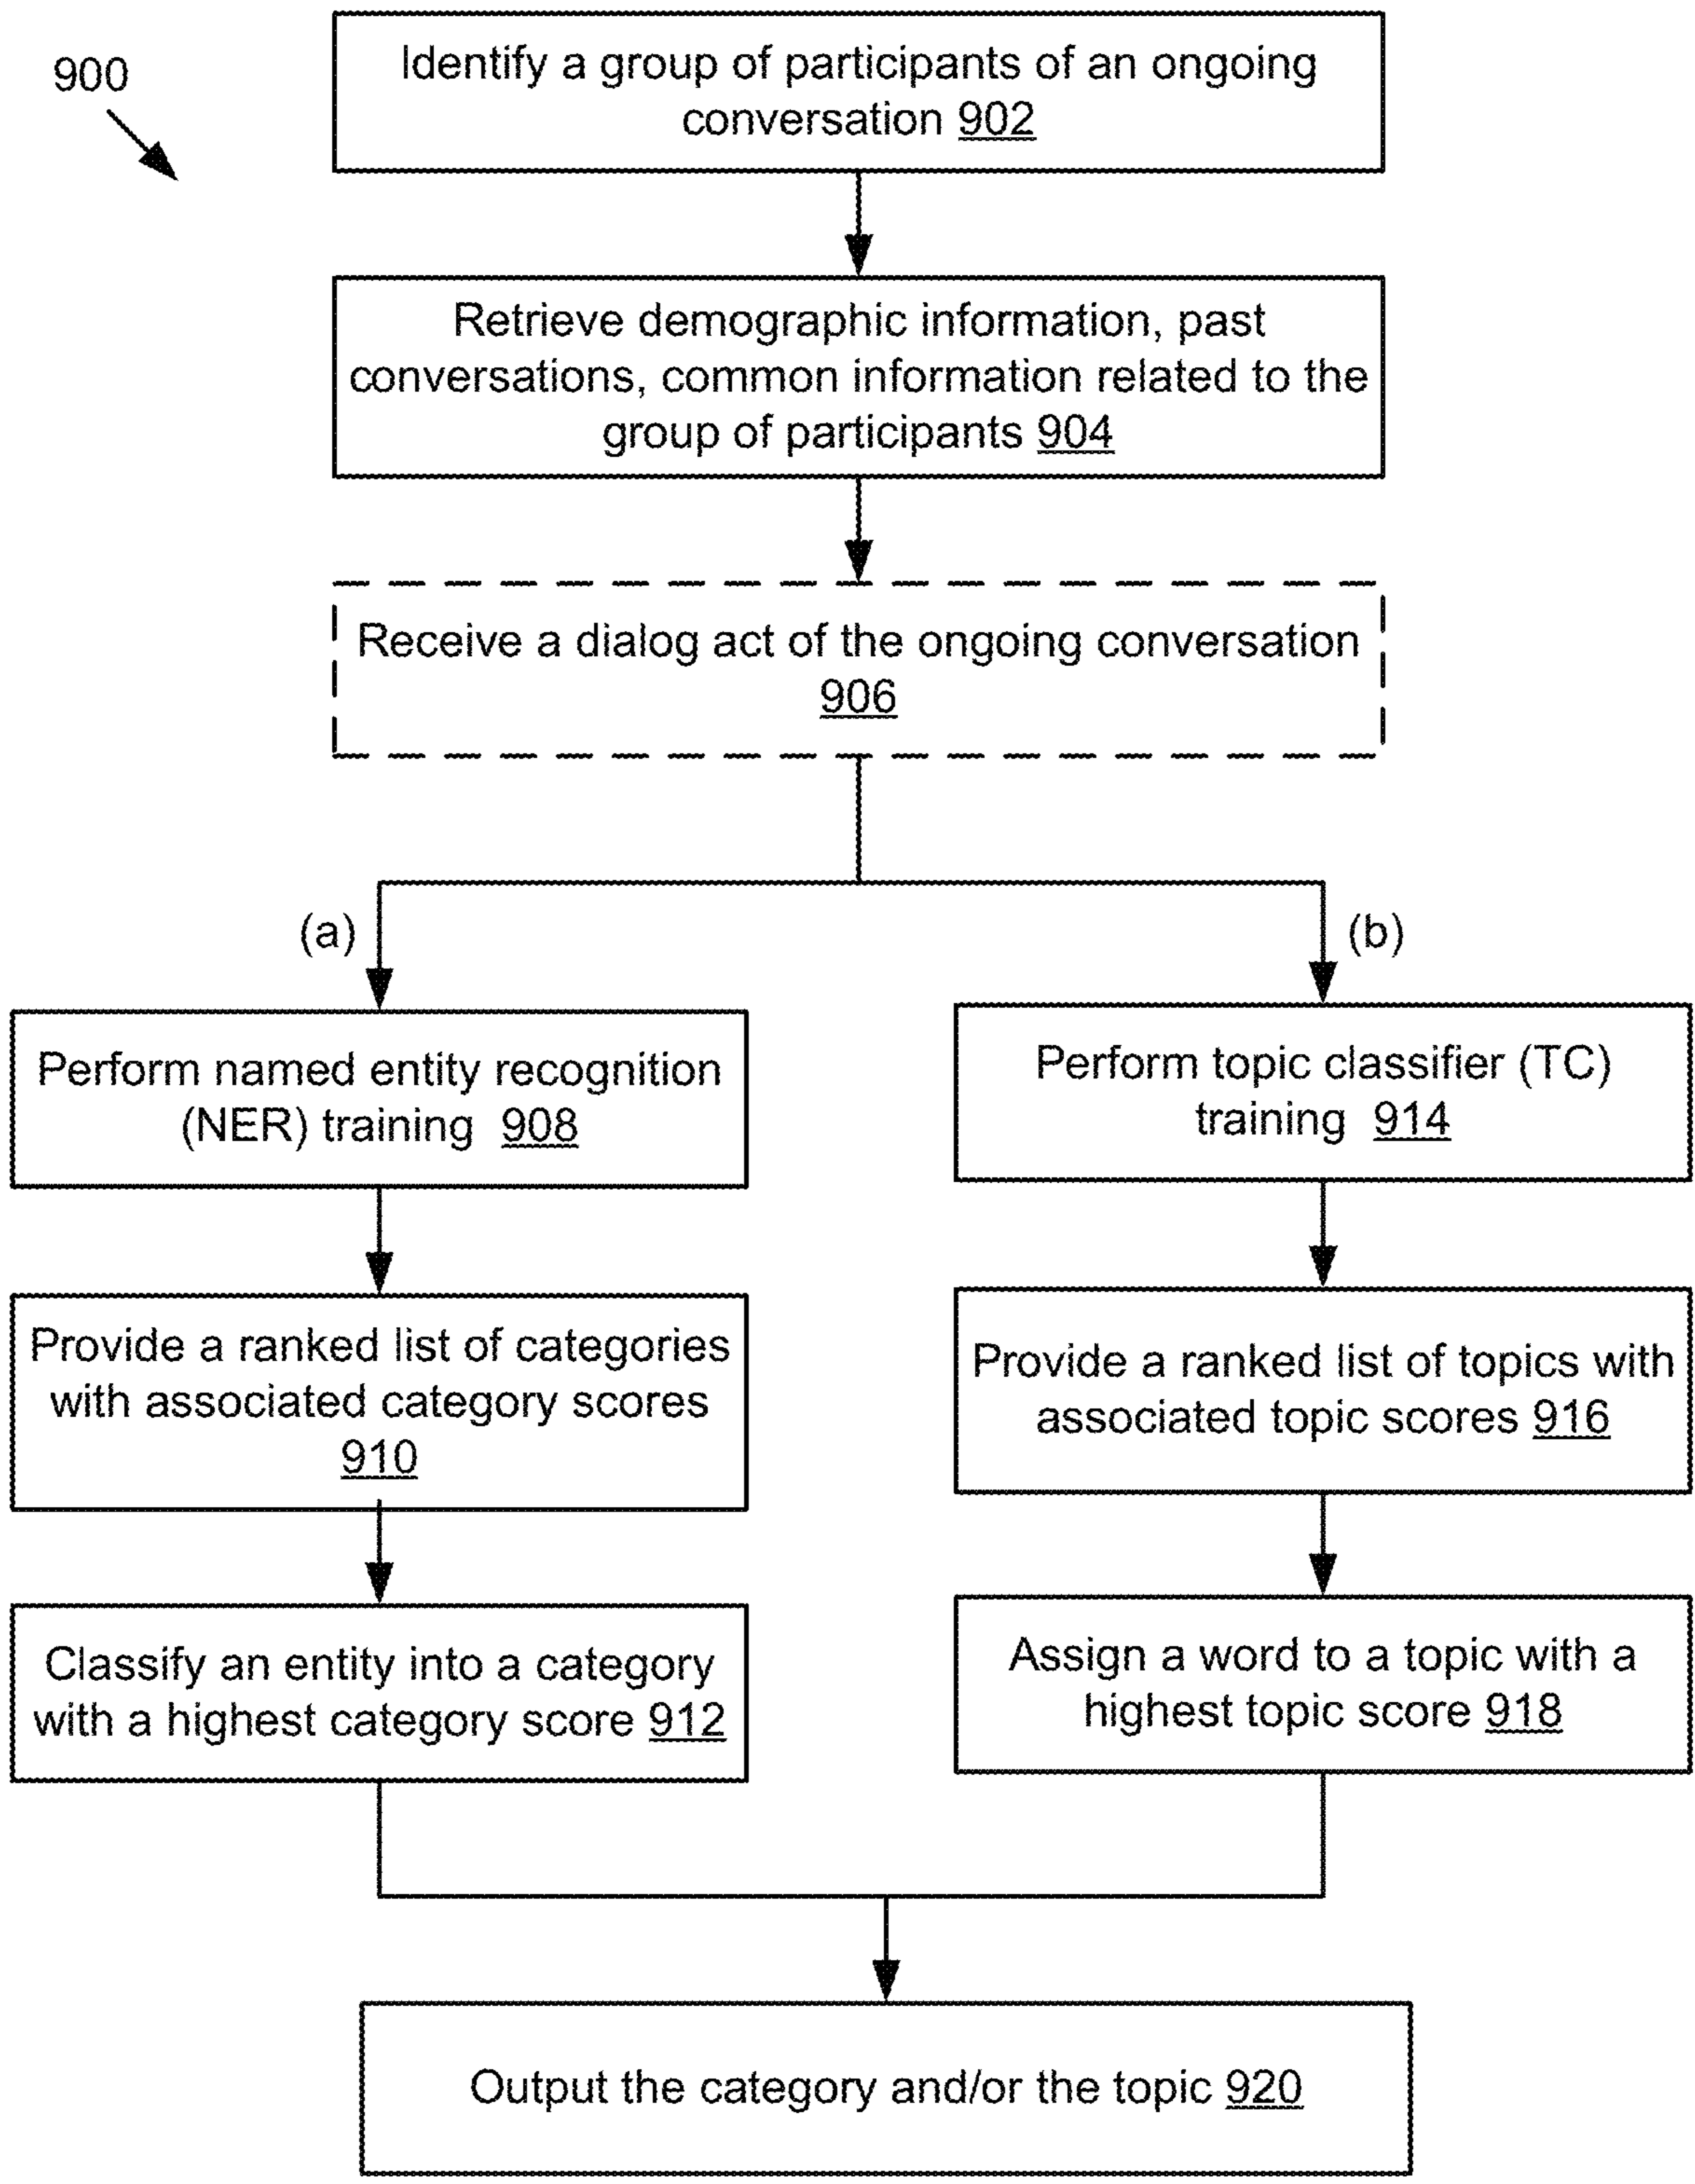 900
Identify a group of participants of an ongoing
conversation 902
Retrieve demographic information, past
conversations, common information related to the
group of participants 904
Receive a dialog act of the ongoing conversation
906
(a)
(b)
Perform named entity recognition
(NER) training 908
Perform topic classifier (TC)
training 914
Provide a ranked list of categories
with associated category scores
910
Provide a ranked list of topics with
associated topic scores 916
Classify an entity into a category
with a highest category score 912
Assign a word to a topic with a
highest topic score 918
Output the category and/or the topic 920